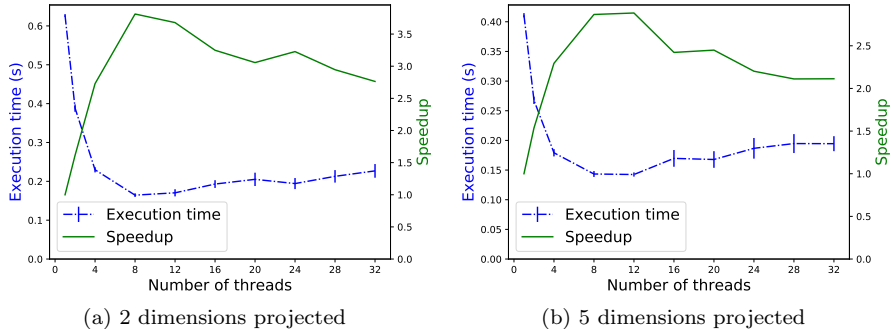 Execution time (s)
0.6
0.5
0.4
0.3
0.2
0.1
0.0
3.5
3.0
2.5
2.0
1.5
1.0
0.5
0.0
Speedup
Execution time
Speedup
0 4 8 12 16 20 24 28 32
Number of threads
(a) 2 dimensions projected
Execution time (s)
0.40
0.35
0.30
0.25
0.20
0.15
0.10
0.05
0.00
2.5
2.0
1.5
1.0
0.5
0.0
Speedup
Execution time
Speedup
0 4 8 12 16 20 24 28 32
Number of threads
(b) 5 dimensions projected